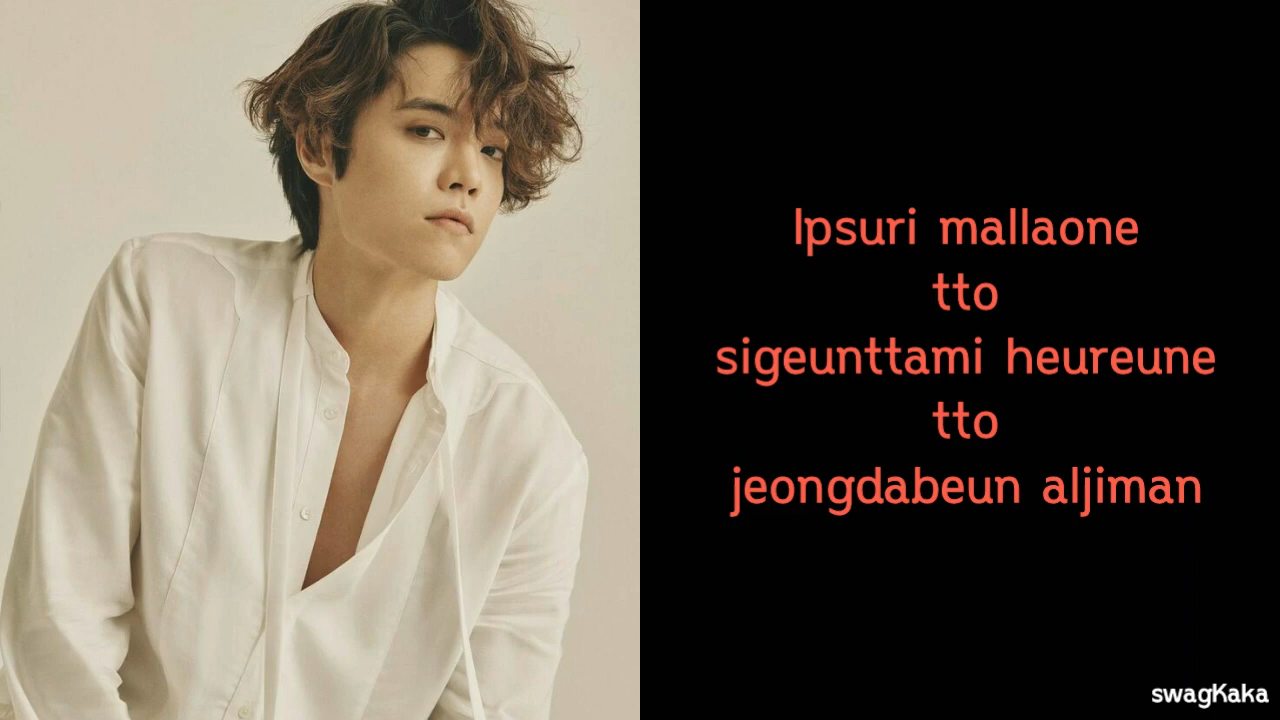 Ipsuri mallaone
tto
sigeunttami heureune
tto
jeongdabeun aljiman
swagKaka